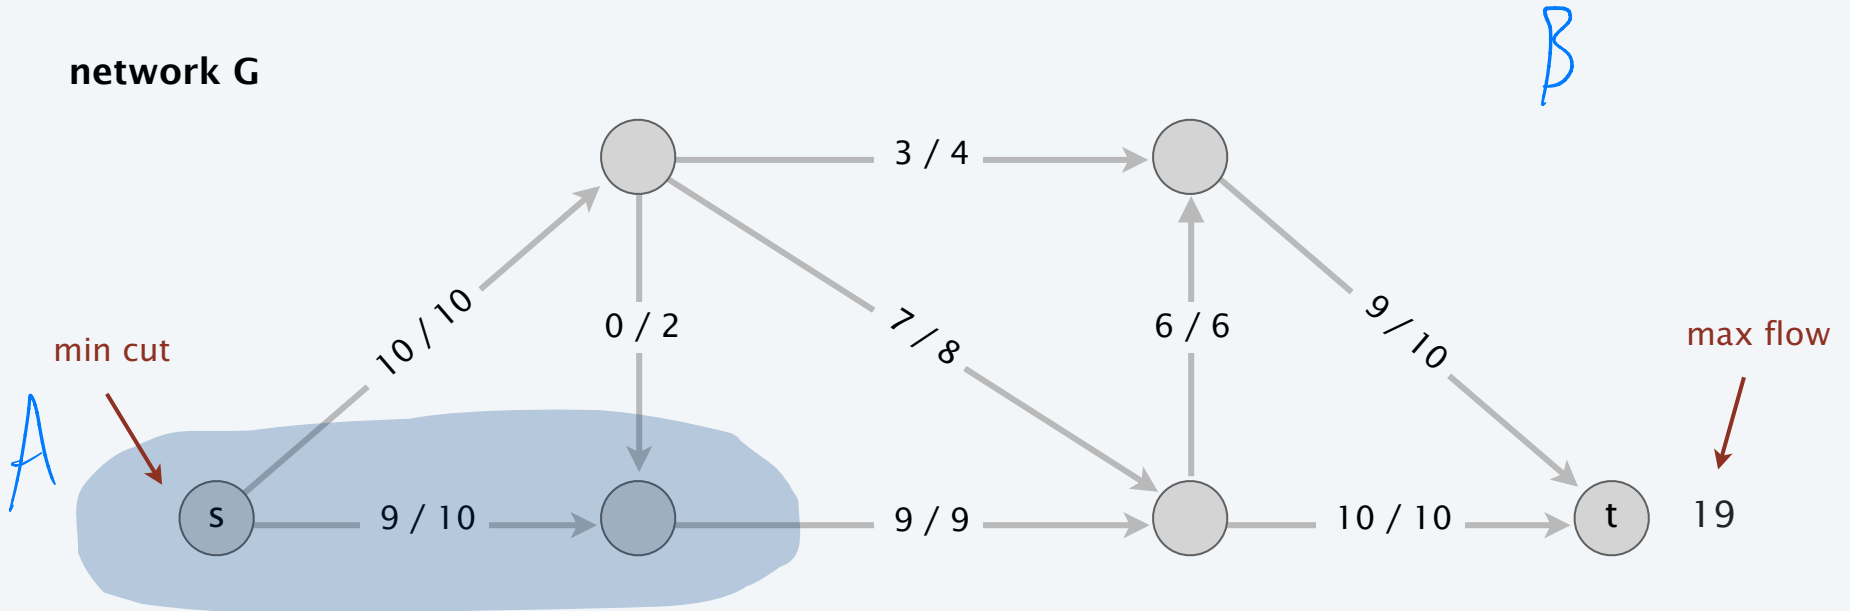 B
network G
3 / 4
10 / 10
0 / 2
7 / 8
6 / 6
9 / 10
min cut
max flow
A
s
9 / 10
9 / 9
10 / 10
t
19